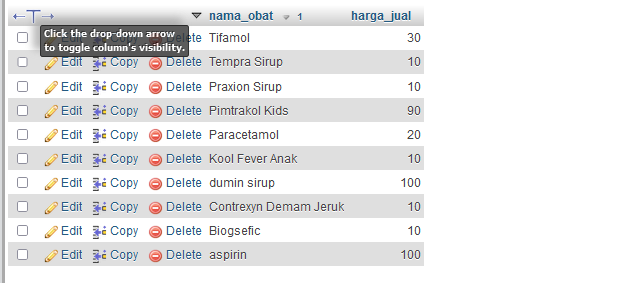 nama_obat 1 harga_jual
Click the drop-down arrow
to toggle column's visibility.
Delete Tifamol 30
Edit Copy Delete Tempra Sirup 10
Edit Copy Delete Praxion Sirup 10
Edit Copy Delete Pimtrakol Kids 90
Edit Copy Delete Paracetamol 20
Edit Copy Delete Kool Fever Anak 10
Edit Copy Delete dumin sirup 100
Edit Copy Delete Contrexyn Demam Jeruk 10
Edit Copy Delete Biogsefic 10
Edit Copy Delete aspirin 100